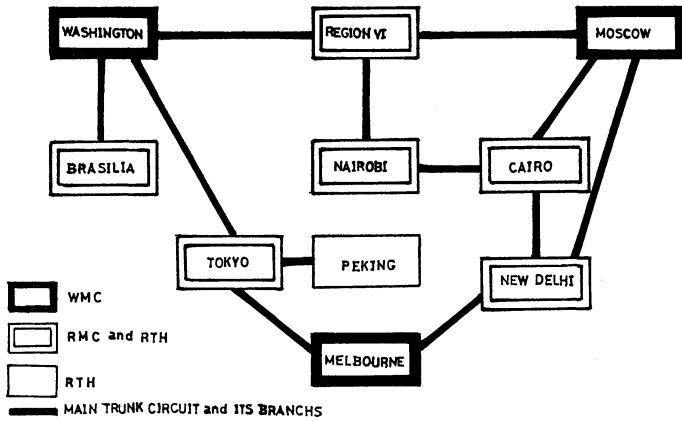 WASHINGTON
REGION VI
MOSCOW
BRASILIA
NAIROBI
CAIRO
TOKYO
PEKING
NEW DELHI
MELBOURNE
WMC
RMC and RTH
RTH
MAIN TRUNK CIRCUIT and ITS BRANCHS